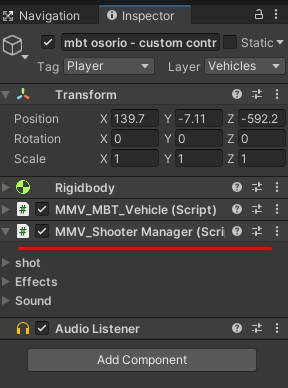 Navigation Inspector
mbt osorio - custom contr Static
Tag Player Layer Vehicles
Transform
Position X 139.7 Y -7.11 Z -592.2
Rotation X 0 Y 0 Z 0
Scale X 1 Y 1 Z 1
Rigidbody
MMV_MBT_Vehicle (Script)
MMV_Shooter Manager (Scri
shot
Effects
Sound
Audio Listener
Add Component